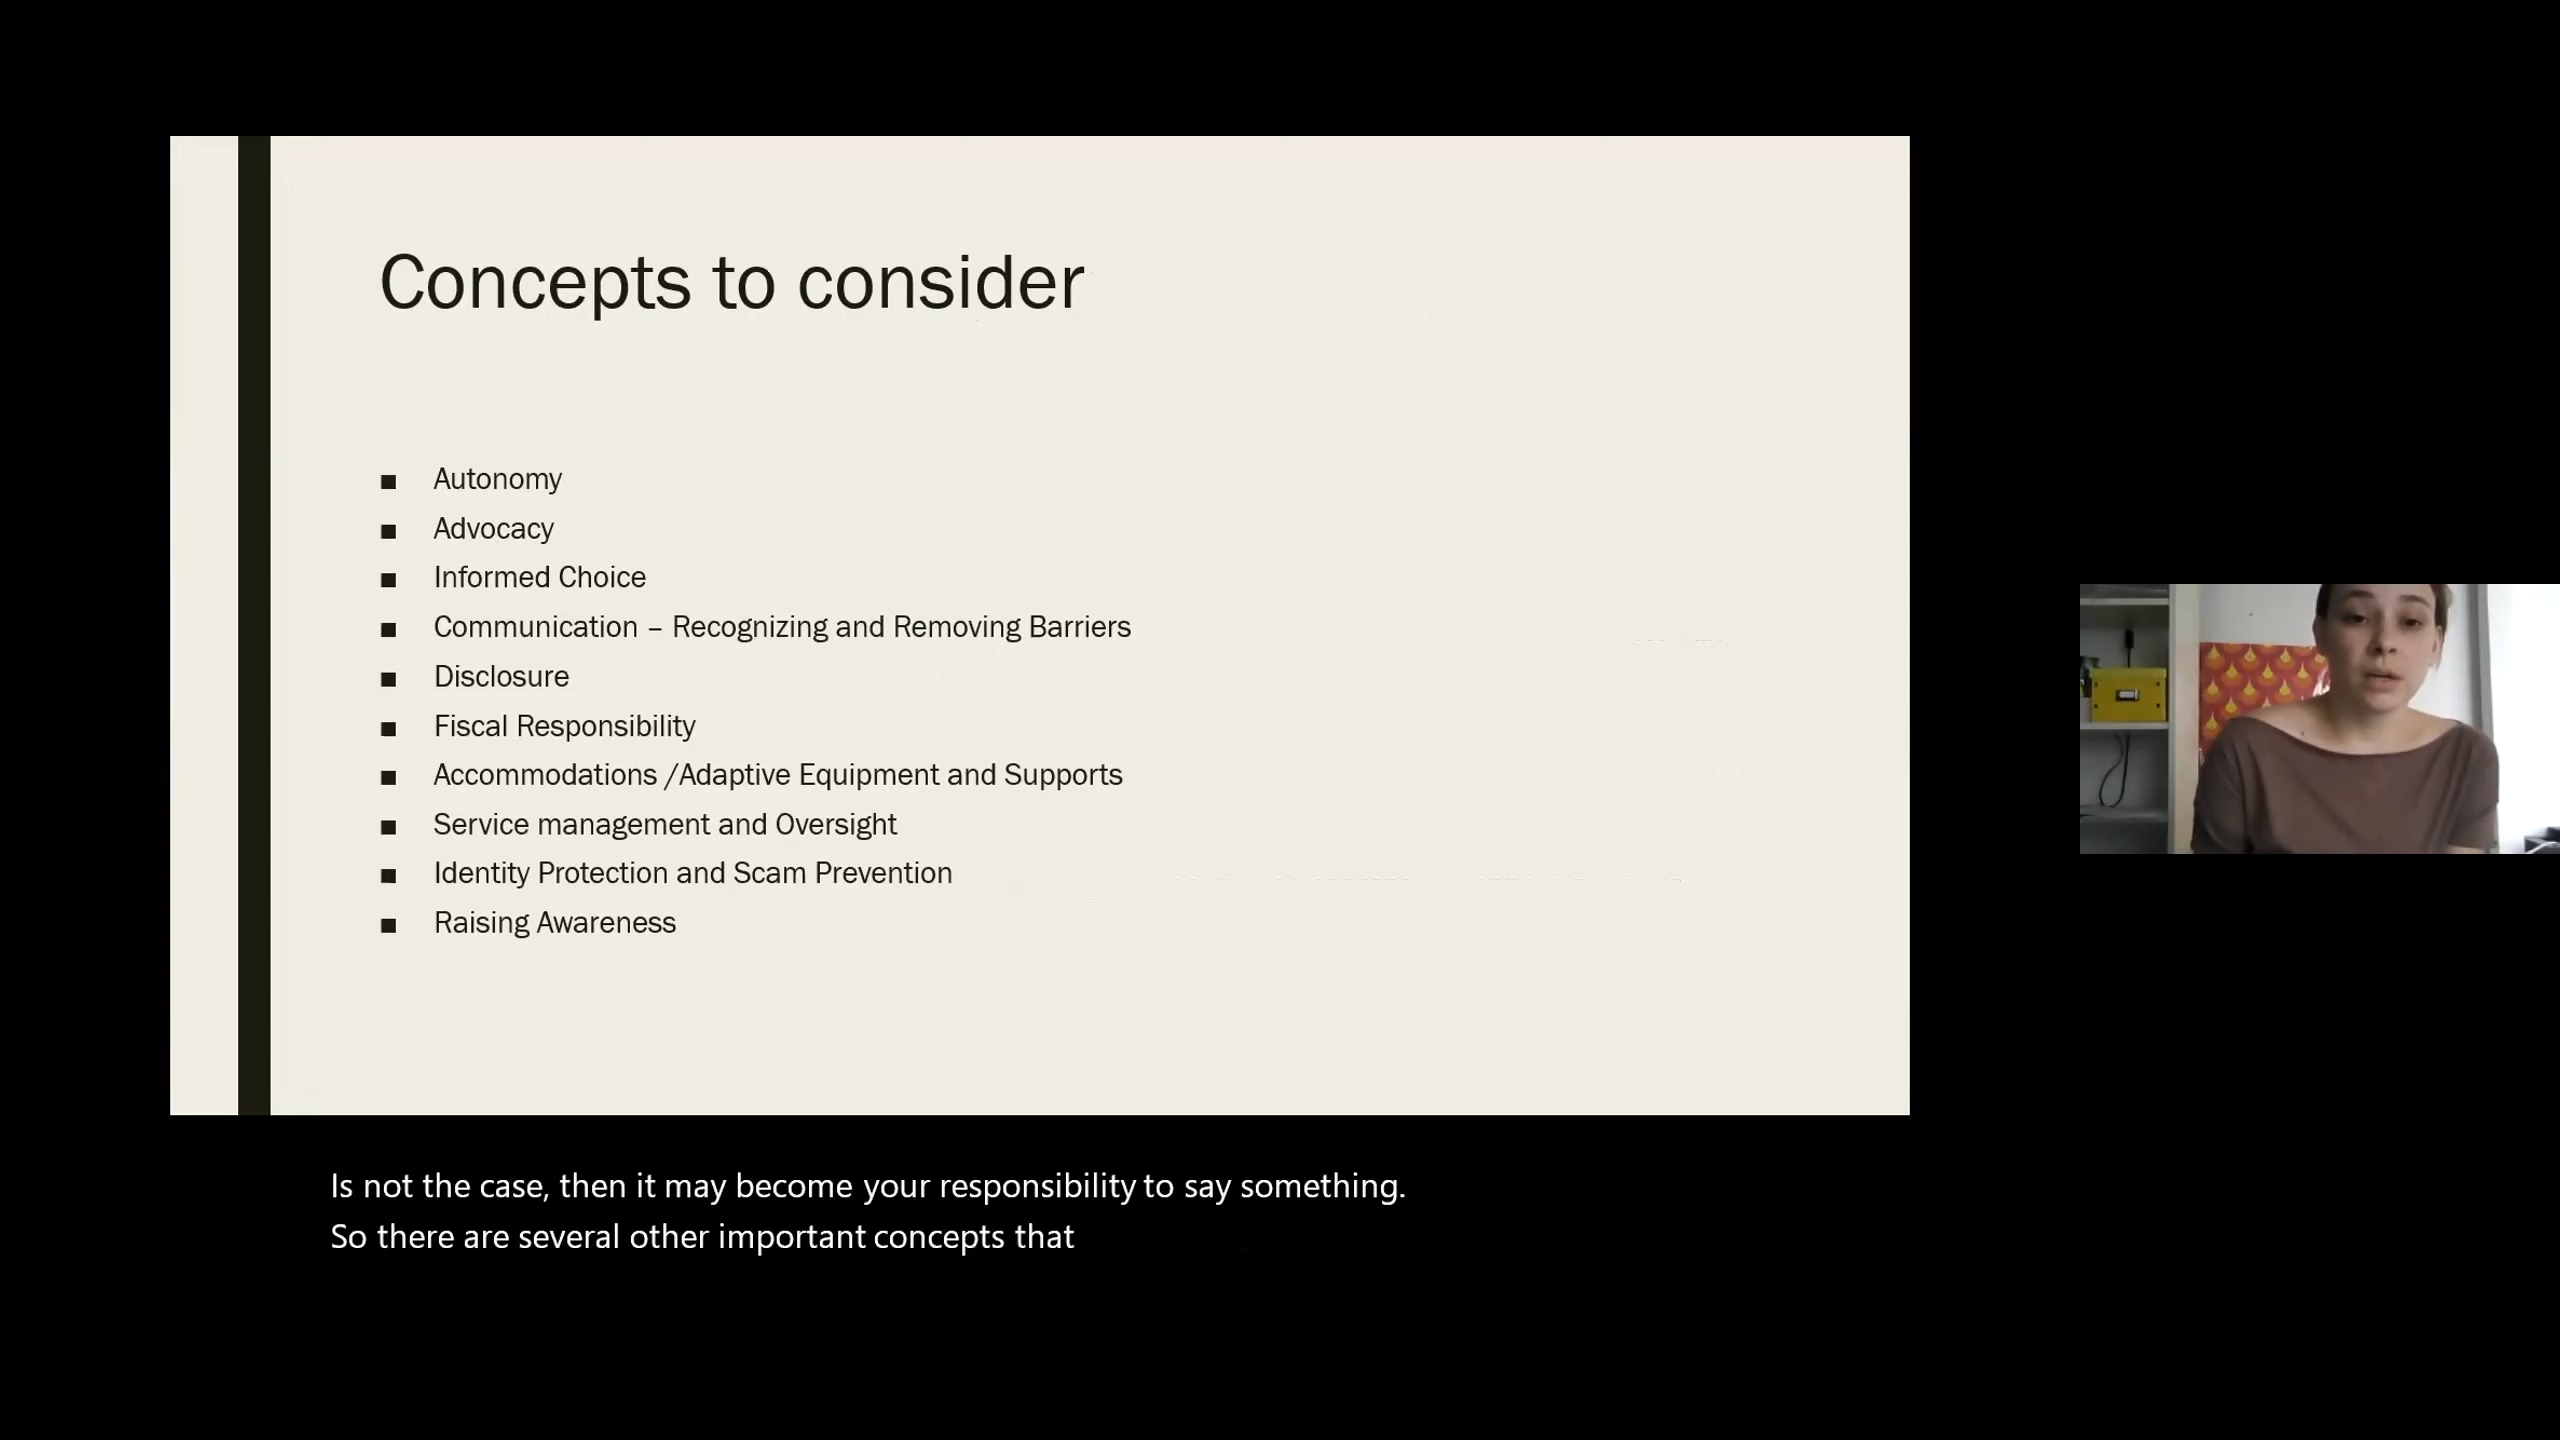 Concepts to consider
■ Autonomy
■ Advocacy
■ Informed Choice
■ Communication – Recognizing and Removing Barriers
■ Disclosure
■ Fiscal Responsibility
■ Accommodations /Adaptive Equipment and Supports
■ Service management and Oversight
■ Identity Protection and Scam Prevention
■ Raising Awareness
Is not the case, then it may become your responsibility to say something.
So there are several other important concepts that